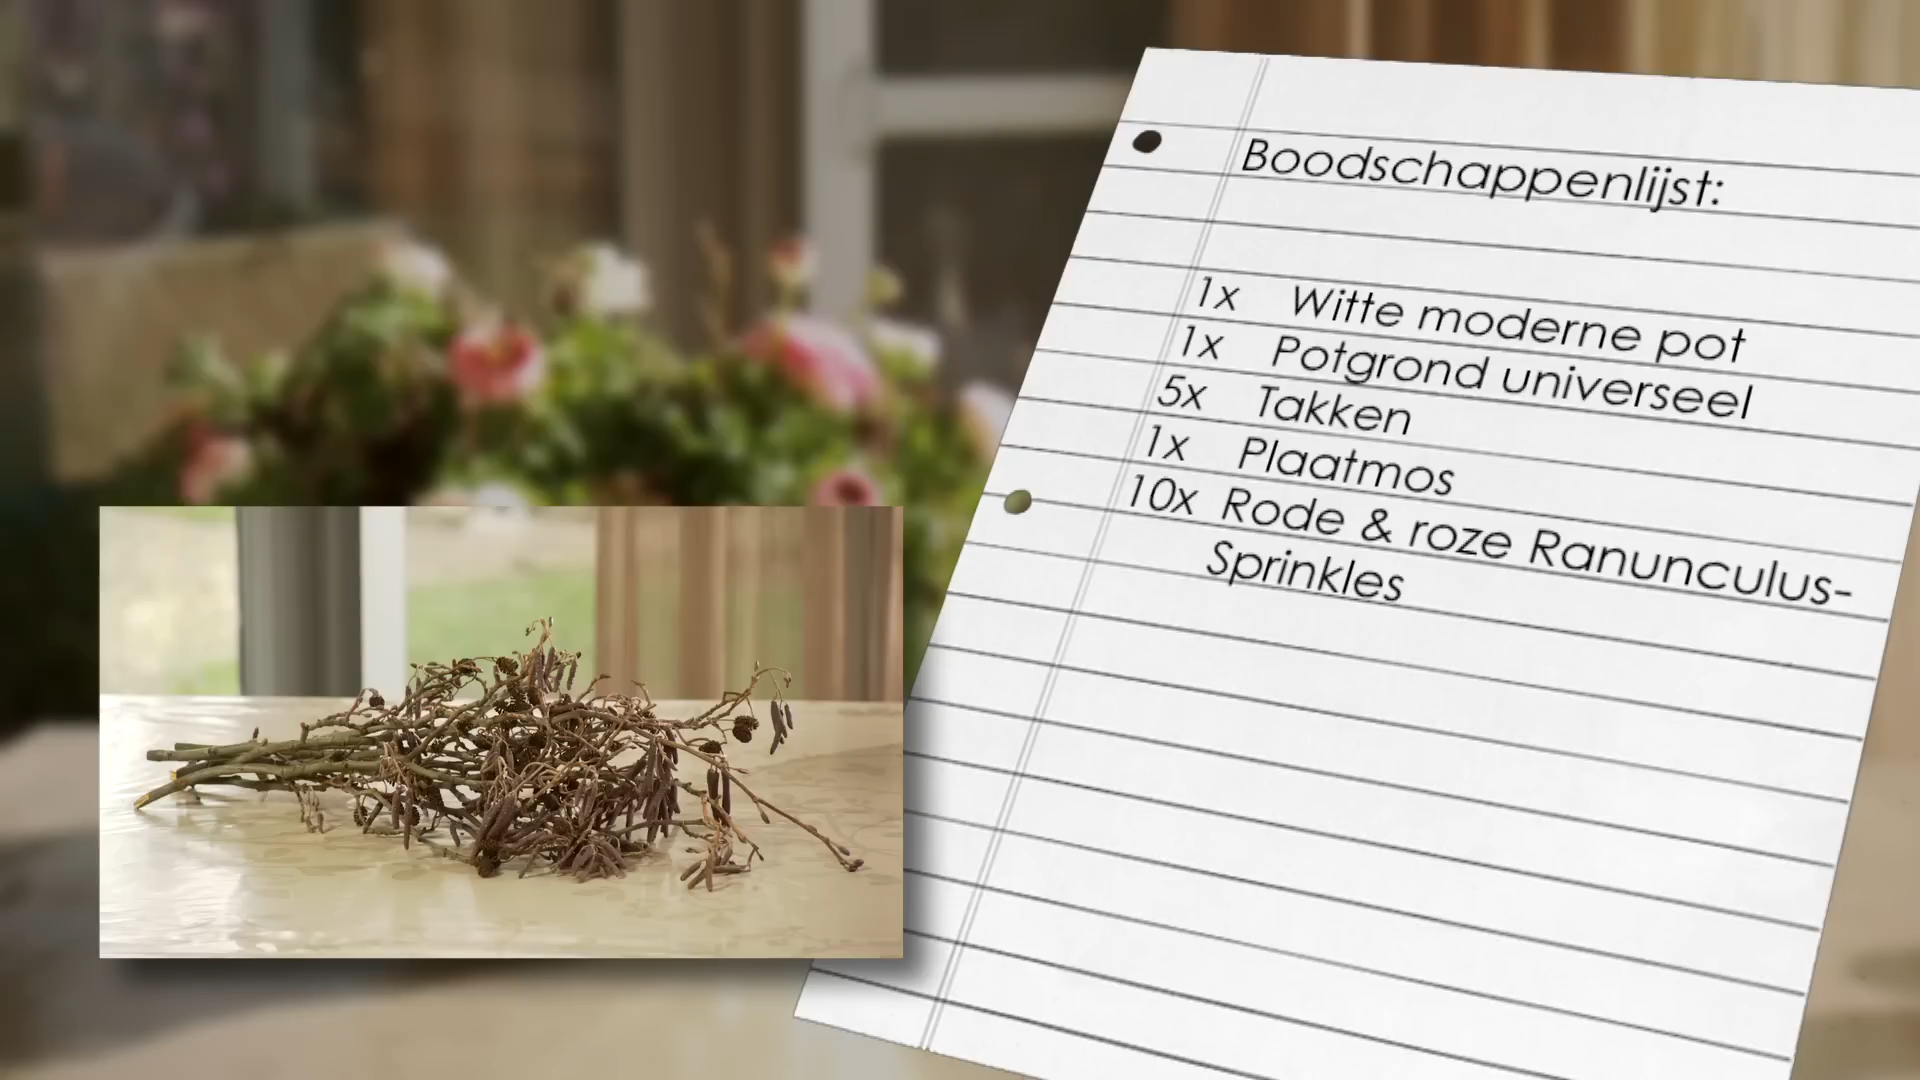 Boodschappenlijst:
1x Witte moderne pot
1x Potgrond universeel
5x Takken
1x Plaatmos
10x Rode & roze Ranunculus-
Sprinkles